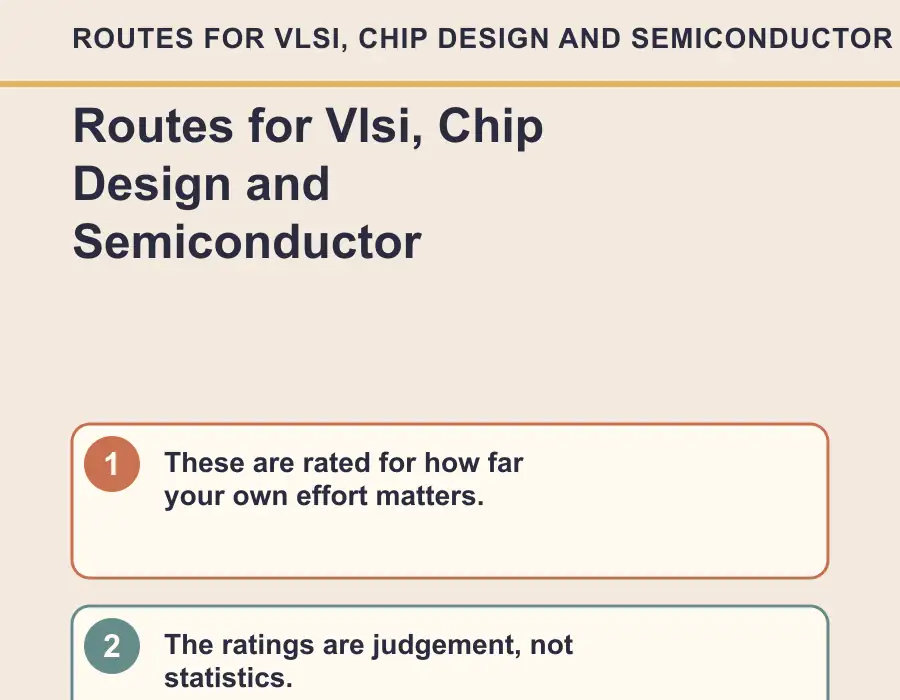 ROUTES FOR VLSI, CHIP DESIGN AND SEMICONDUCTOR
Routes for Vlsi, Chip
Design and
Semiconductor
1
These are rated for how far
your own effort matters.
2
The ratings are judgement, not
statistics.